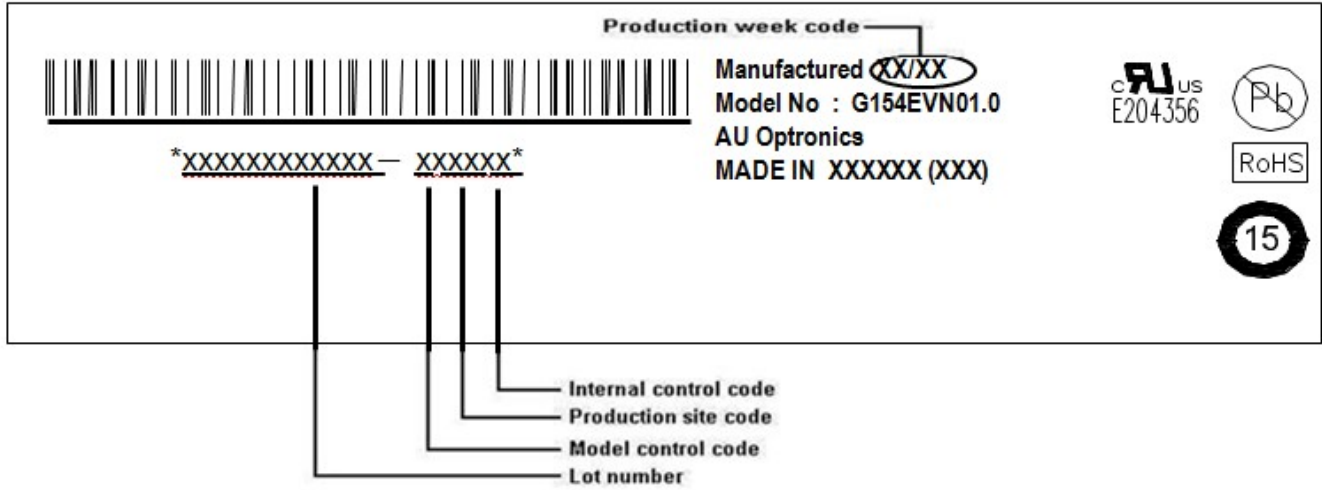 Production week code
Manufactured XX/XX
Model No : G154EVN01.0
AU Optronics
MADE IN XXXXXX (XXX)
*XXXXXXXXXXXX— XXXXXX*
c RU US
E204356
Pb
RoHS
15
Internal control code
Production site code
Model control code
Lot number